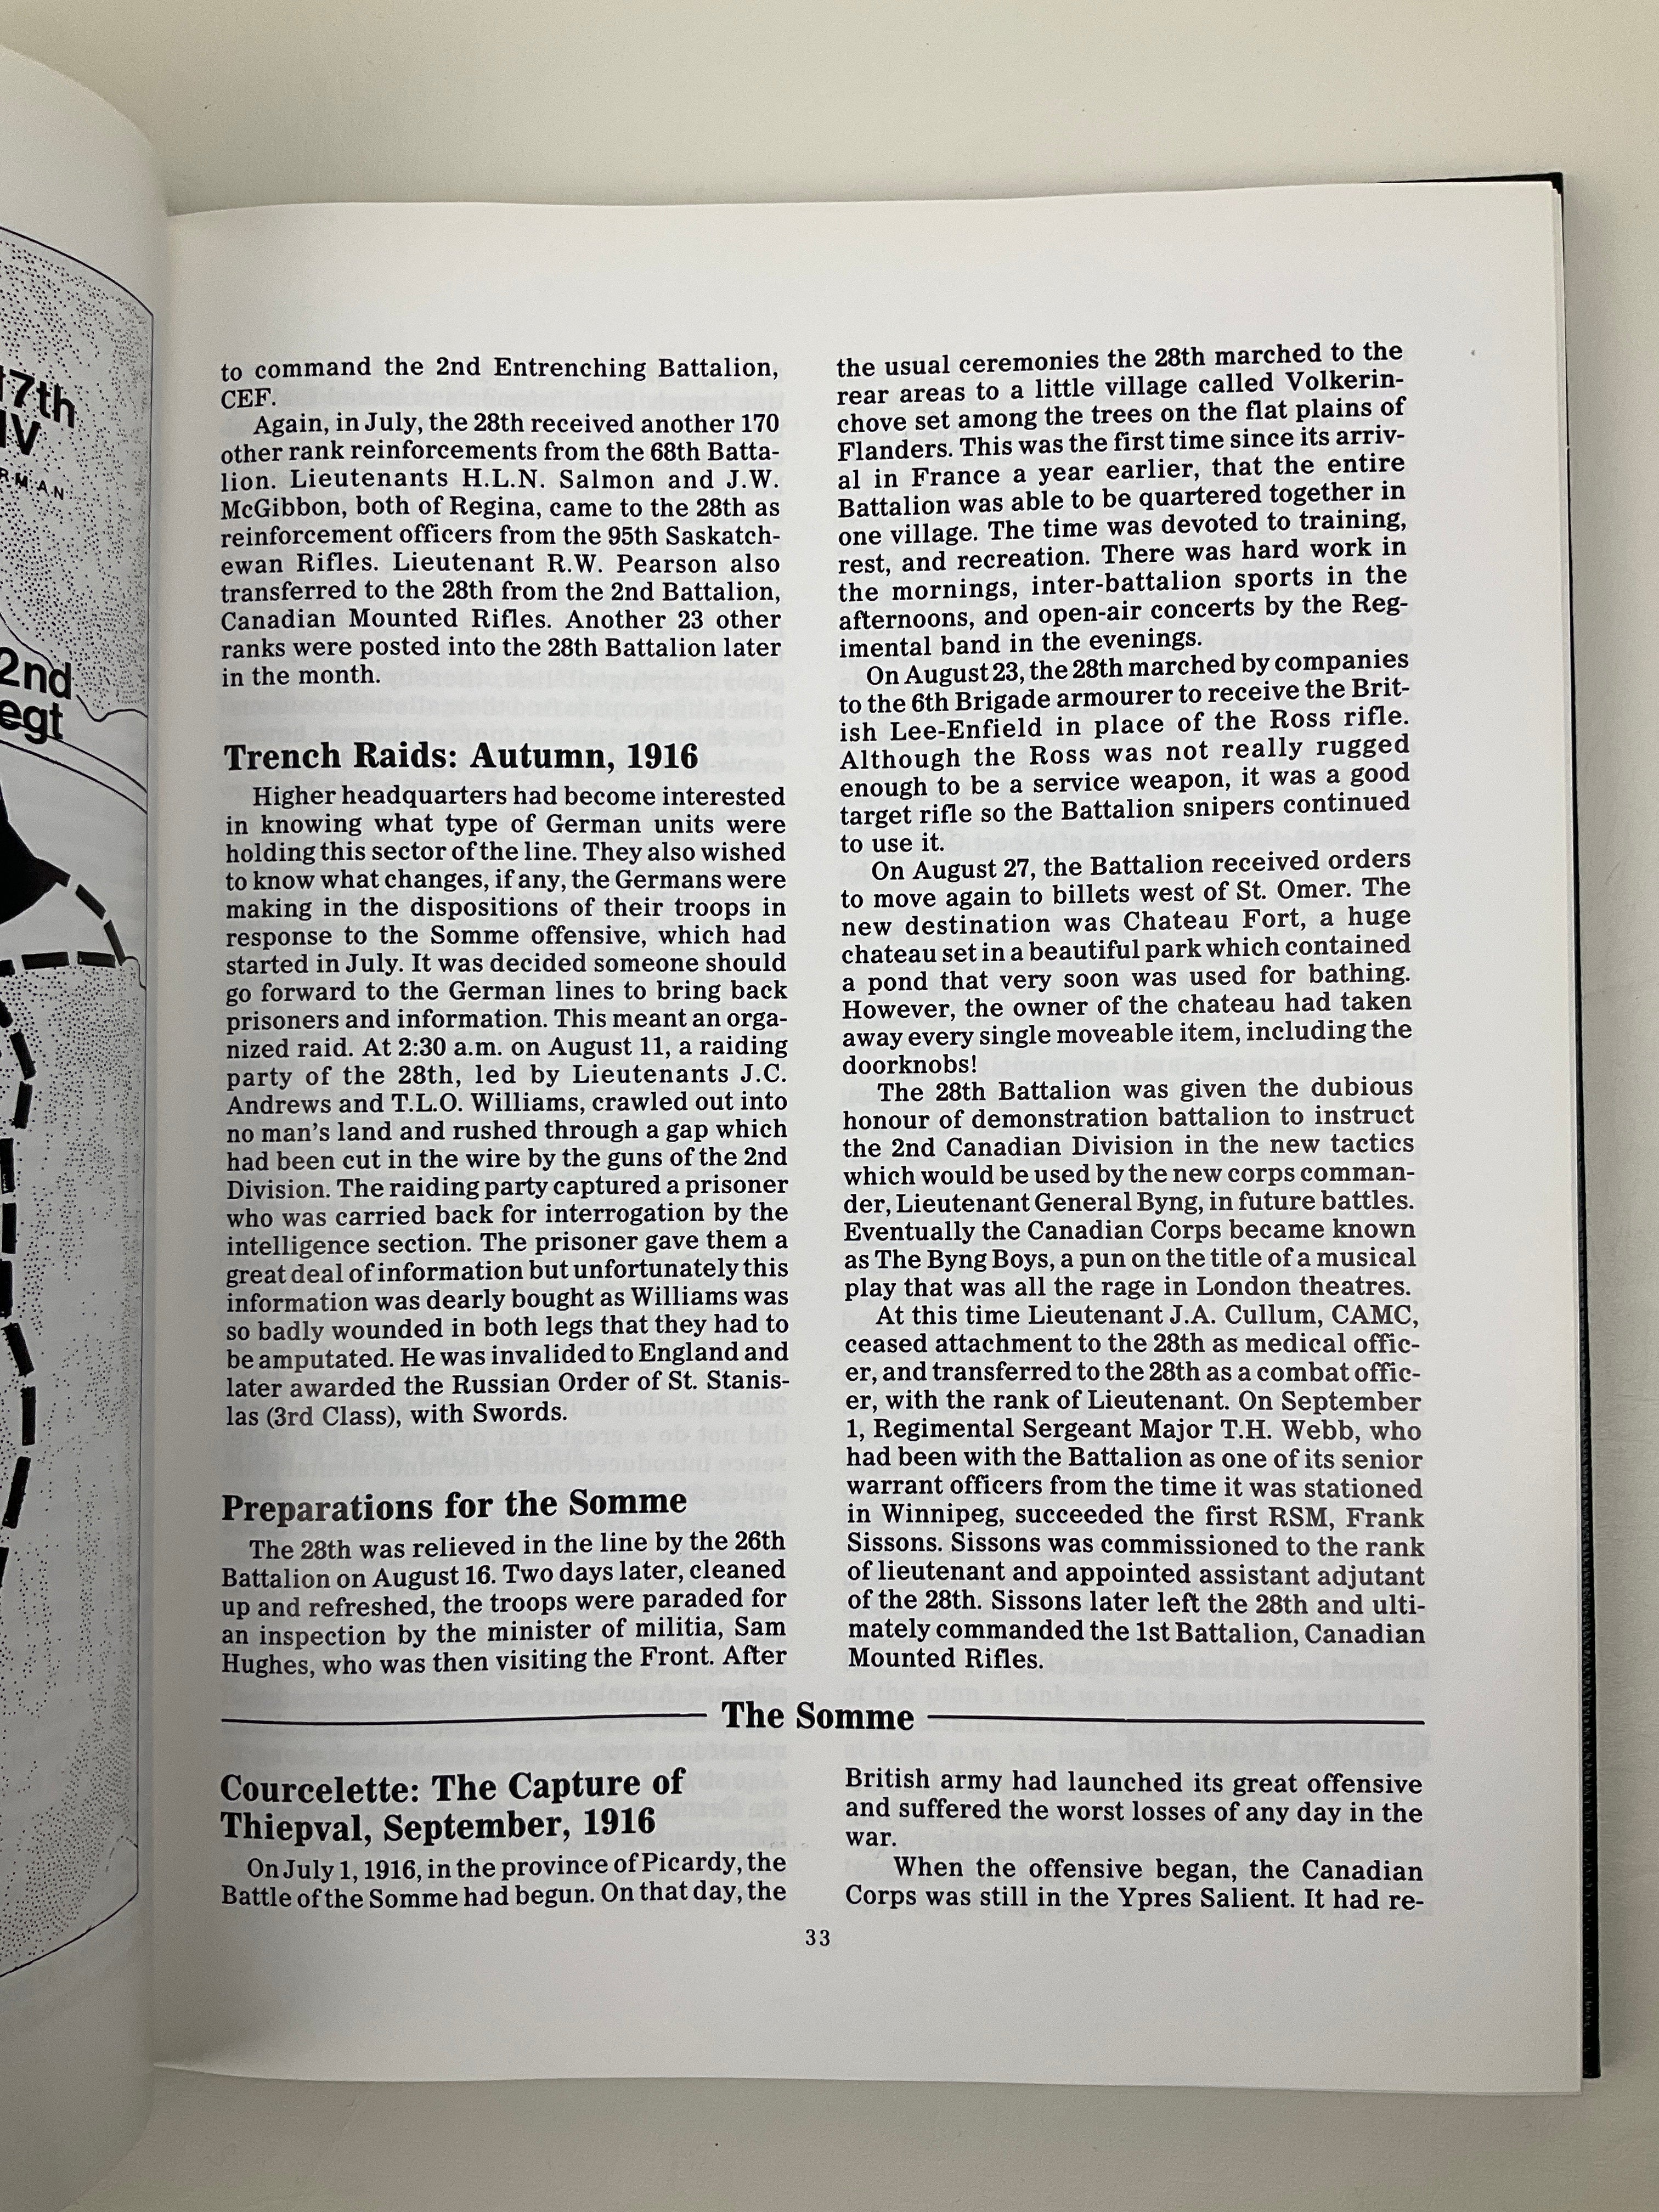 17th
IV
RMAN
2nd
egt
to command the 2nd Entrenching Battalion,
CEF.
Again, in July, the 28th received another 170
other rank reinforcements from the 68th Batta-
lion. Lieutenants H.L.N. Salmon and J.W.
McGibbon, both of Regina, came to the 28th as
reinforcement officers from the 95th Saskatch-
ewan Rifles. Lieutenant R.W. Pearson also
transferred to the 28th from the 2nd Battalion,
Canadian Mounted Rifles. Another 23 other
ranks were posted into the 28th Battalion later
in the month.
Trench Raids: Autumn, 1916
Higher headquarters had become interested
in knowing what type of German units were
holding this sector of the line. They also wished
to know what changes, if any, the Germans were
making in the dispositions of their troops in
response to the Somme offensive, which had
started in July. It was decided someone should
go forward to the German lines to bring back
prisoners and information. This meant an orga-
nized raid. At 2:30 a.m. on August 11, a raiding
party of the 28th, led by Lieutenants J.C.
Andrews and T.L.O. Williams, crawled out into
no man's land and rushed through a gap which
had been cut in the wire by the guns of the 2nd
Division. The raiding party captured a prisoner
who was carried back for interrogation by the
intelligence section. The prisoner gave them a
great deal of information but unfortunately this
information was dearly bought as Williams was
so badly wounded in both legs that they had to
be amputated. He was invalided to England and
later awarded the Russian Order of St. Stanis-
las (3rd Class), with Swords.
Preparations for the Somme
The 28th was relieved in the line by the 26th
Battalion on August 16. Two days later, cleaned
up and refreshed, the troops were paraded for
an inspection by the minister of militia, Sam
Hughes, who was then visiting the Front. After
the usual ceremonies the 28th marched to the
rear areas to a little village called Volkerin-
chove set among the trees on the flat plains of
Flanders. This was the first time since its arriv-
al in France a year earlier, that the entire
Battalion was able to be quartered together in
one village. The time was devoted to training,
rest, and recreation. There was hard work in
the mornings, inter-battalion sports in the
afternoons, and open-air concerts by the Reg-
imental band in the evenings.
On August 23, the 28th marched by companies
to the 6th Brigade armourer to receive the Brit-
ish Lee-Enfield in place of the Ross rifle.
Although the Ross was not really rugged
enough to be a service weapon, it was a good
target rifle so the Battalion snipers continued
to use it.
On August 27, the Battalion received orders
to move again to billets west of St. Omer. The
new destination was Chateau Fort, a huge
chateau set in a beautiful park which contained
a pond that very soon was used for bathing.
However, the owner of the chateau had taken
away every single moveable item, including the
doorknobs!
The 28th Battalion was given the dubious
honour of demonstration battalion to instruct
the 2nd Canadian Division in the new tactics
which would be used by the new corps comman-
der, Lieutenant General Byng, in future battles.
Eventually the Canadian Corps became known
as The Byng Boys, a pun on the title of a musical
play that was all the rage in London theatres.
At this time Lieutenant J.A. Cullum, CAMC,
ceased attachment to the 28th as medical offic-
er, and transferred to the 28th as a combat offic-
er, with the rank of Lieutenant. On September
1, Regimental Sergeant Major T.H. Webb, who
had been with the Battalion as one of its senior
warrant officers from the time it was stationed
in Winnipeg, succeeded the first RSM, Frank
Sissons. Sissons was commissioned to the rank
of lieutenant and appointed assistant adjutant
of the 28th. Sissons later left the 28th and ulti-
mately commanded the 1st Battalion, Canadian
Mounted Rifles.
The Somme
Courcelette: The Capture of
Thiepval, September, 1916
On July 1, 1916, in the province of Picardy, the
Battle of the Somme had begun. On that day, the
British army had launched its great offensive
and suffered the worst losses of any day in the
war.
When the offensive began, the Canadian
Corps was still in the Ypres Salient. It had re-
33